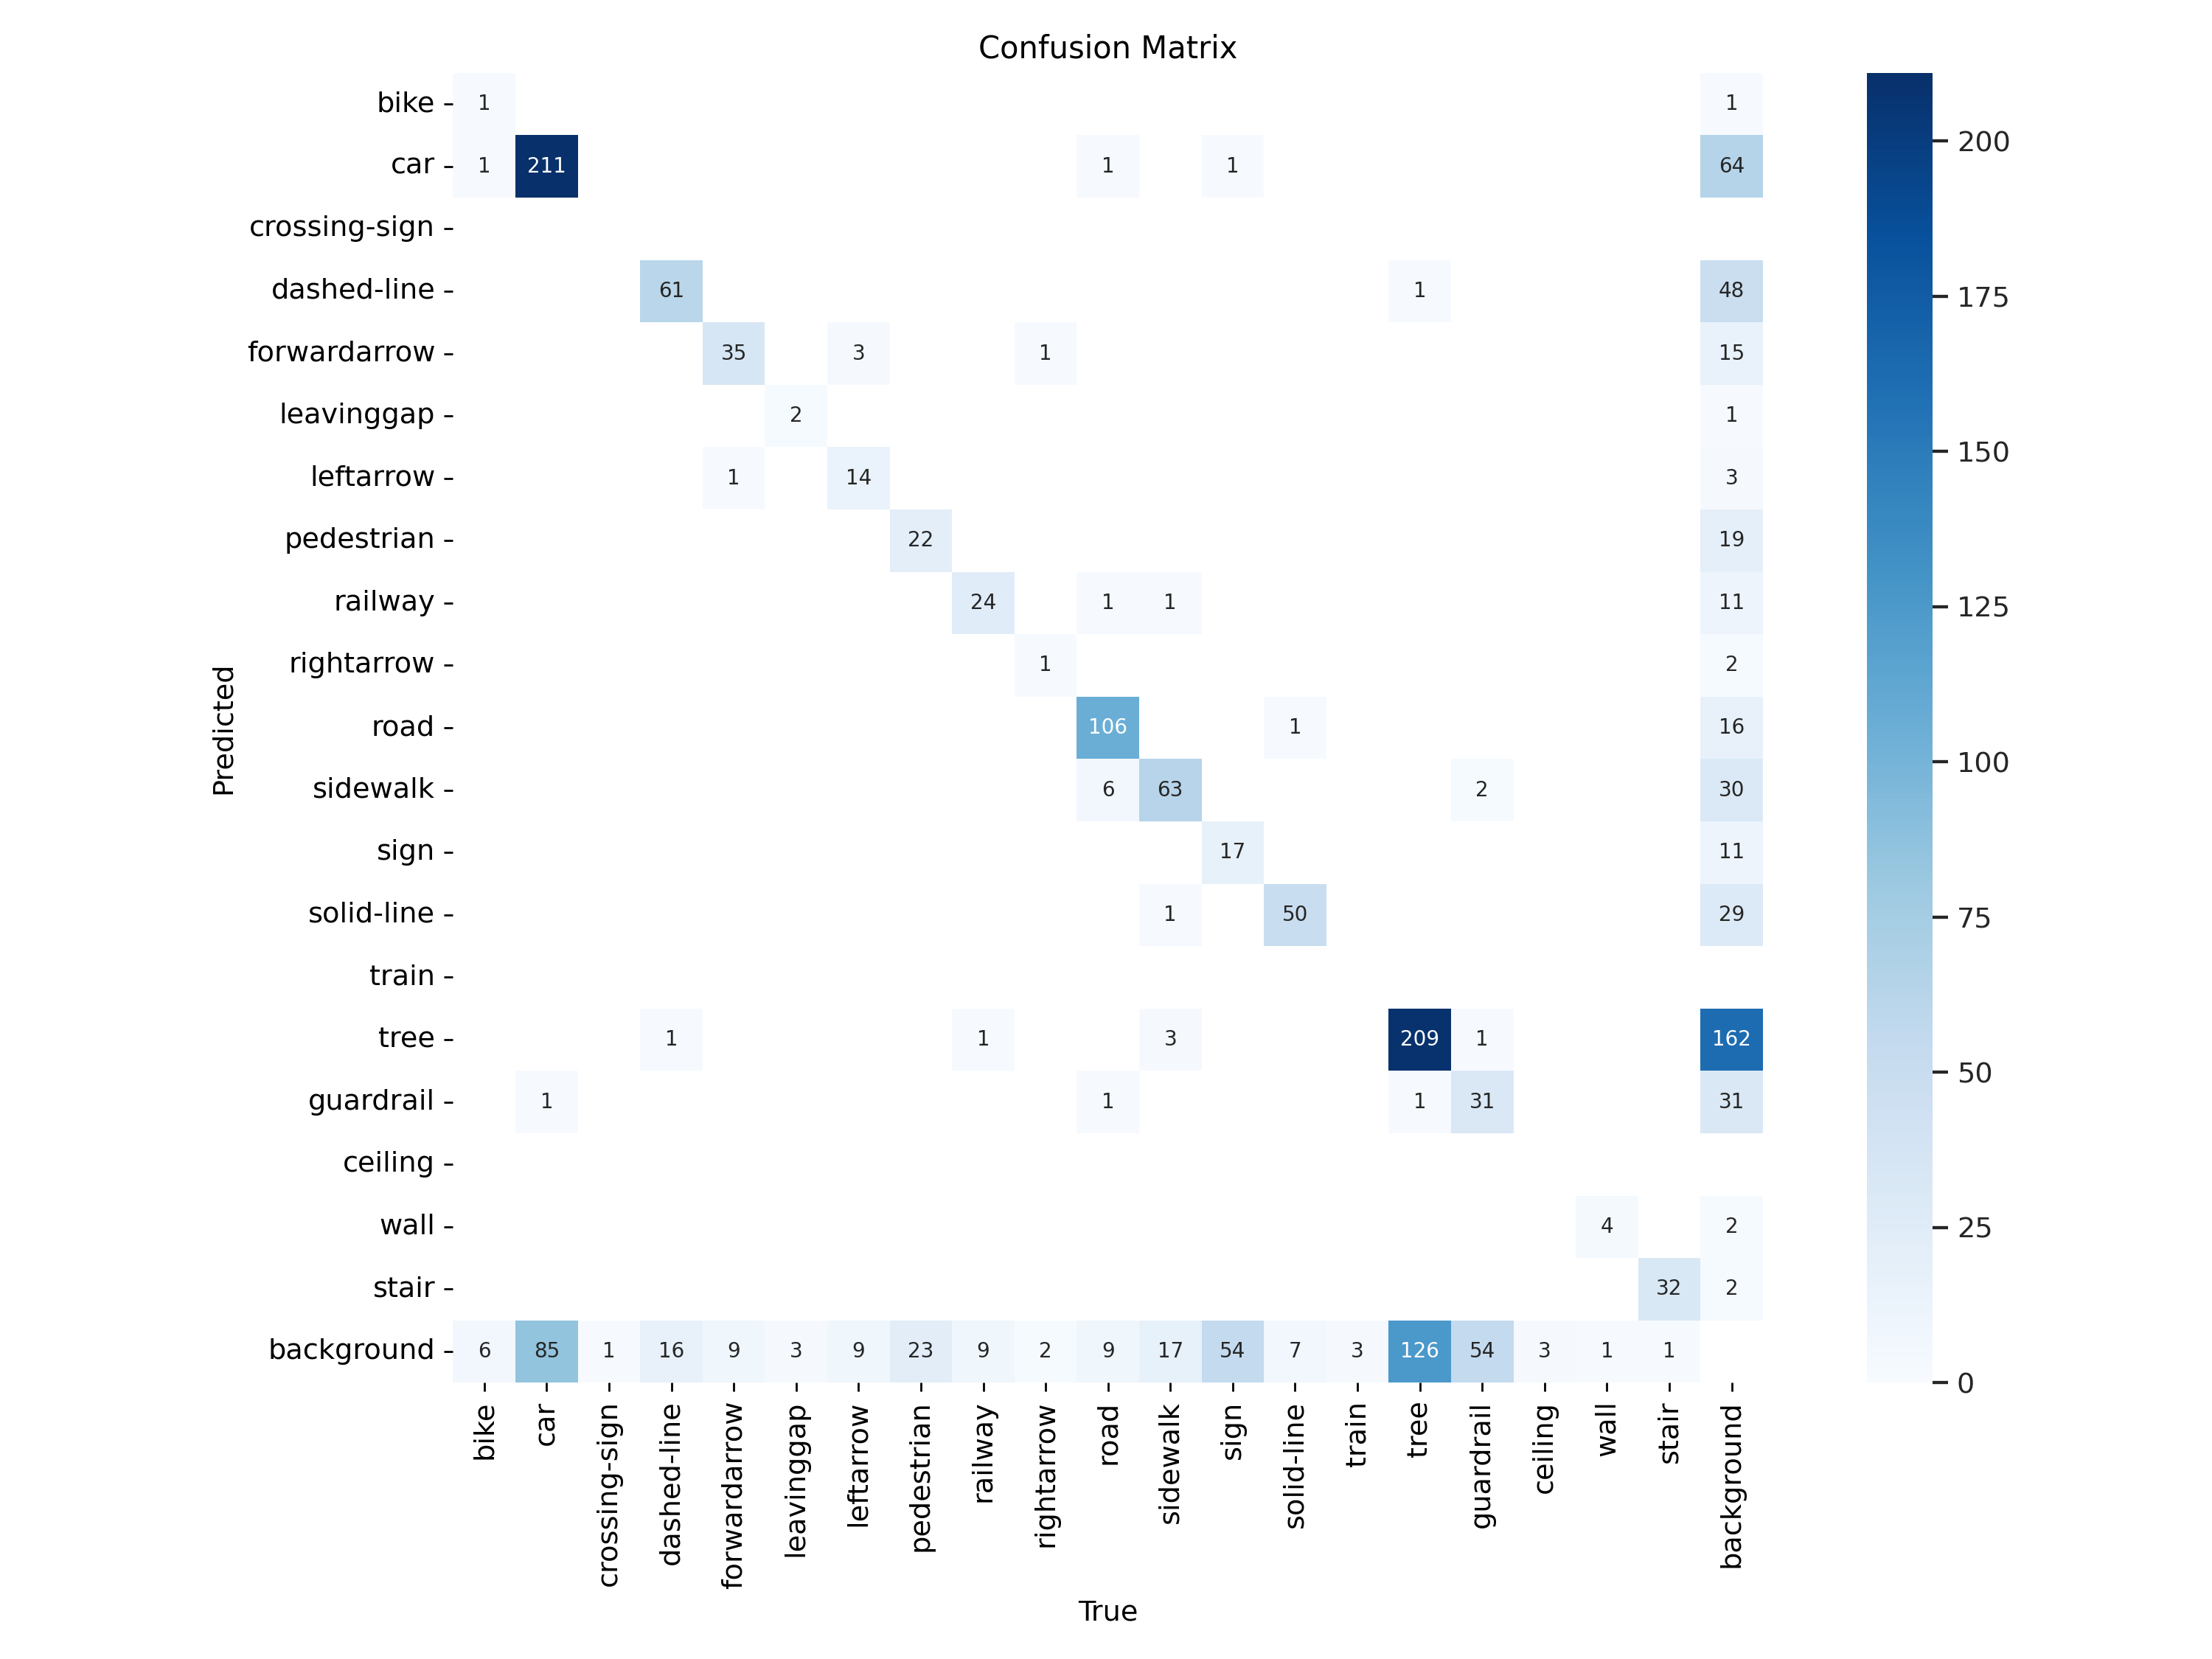 Confusion Matrix
bike 1 1
car 1 211 1 1 64 200
crossing-sign
dashed-line 61 1 48 175
forwardarrow 35 3 1 15
leavinggap 2 1
leftarrow 1 14 3 150
pedestrian 22 19
railway 24 1 1 11 125
rightarrow 1 2
road 106 1 16
sidewalk 6 63 2 30 100
sign 17 11
solid-line 1 50 29 75
train
tree 1 1 3 209 1 162
guardrail 1 1 1 31 31 50
ceiling
wall 4 2 25
stair 32 2
background 6 85 1 16 9 3 9 23 9 2 9 17 54 7 3 126 54 3 1 1 0
Predicted
bike car crossing-sign dashed-line forwardarrow leavinggap leftarrow pedestrian railway rightarrow road sidewalk sign solid-line train tree guardrail ceiling wall stair background
True